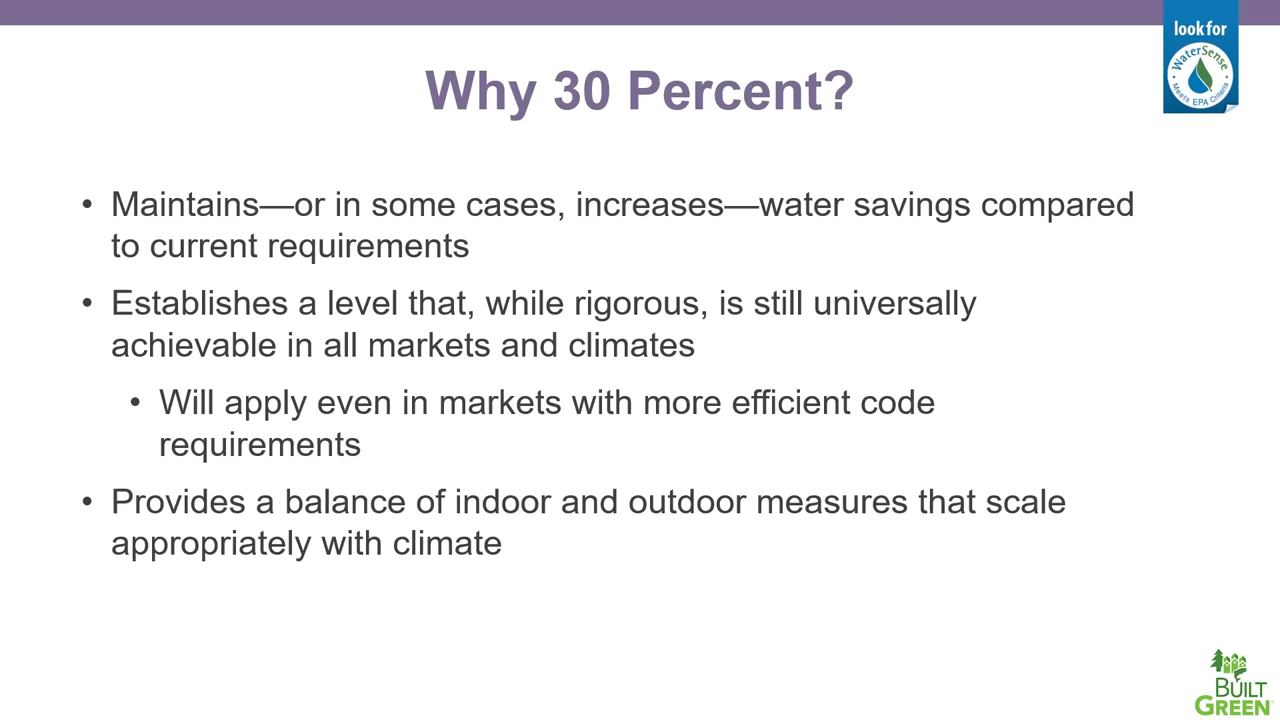 look for
WaterSense
Meets EPA Criteria
Why 30 Percent?
• Maintains—or in some cases, increases—water savings compared
to current requirements
• Establishes a level that, while rigorous, is still universally
achievable in all markets and climates
• Will apply even in markets with more efficient code
requirements
• Provides a balance of indoor and outdoor measures that scale
appropriately with climate
BUILT
GREEN